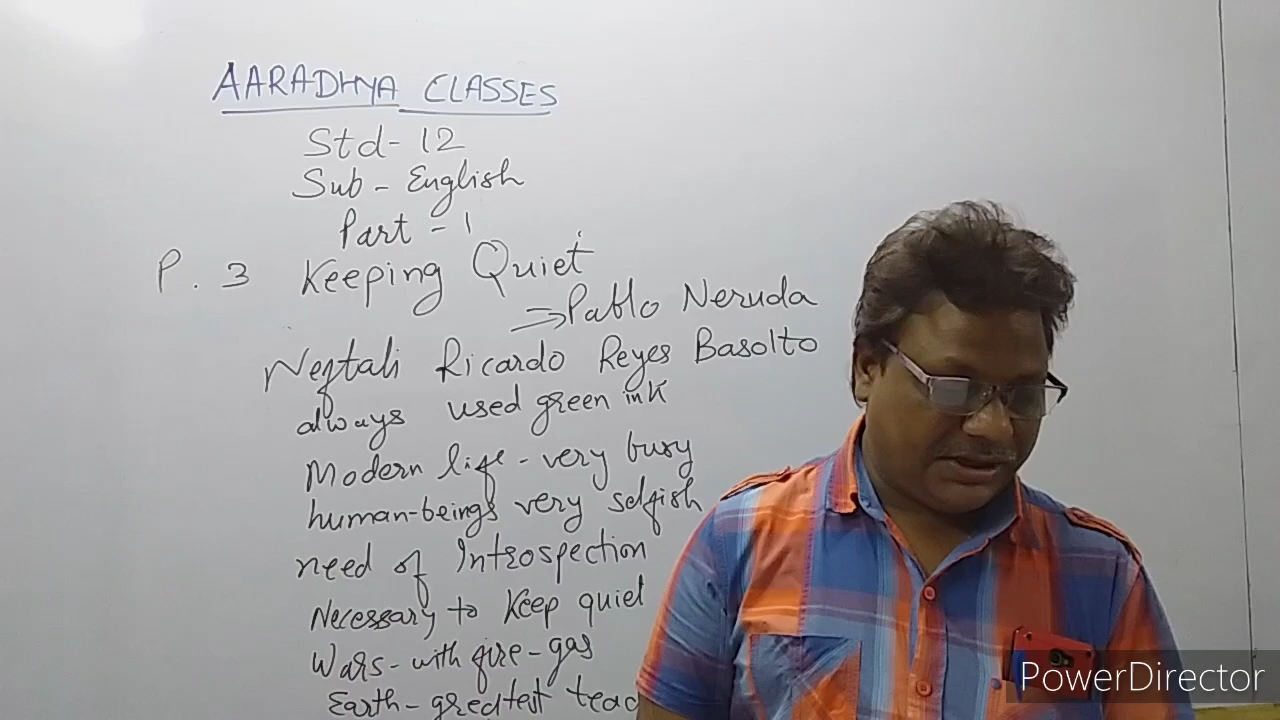 AARADHYA CLASSES
Std- 12
Sub - English
Part - 1
P. 3 Keeping Quiet
⇒ Pablo Neruda
Neftali Ricardo Reyes Basolto
always used green ink
Modern life - very busy
human-beings very selfish
need of Introspection
Necessary to keep quiet
Wars - with fire - gas
Earth - greatest teac
PowerDirector